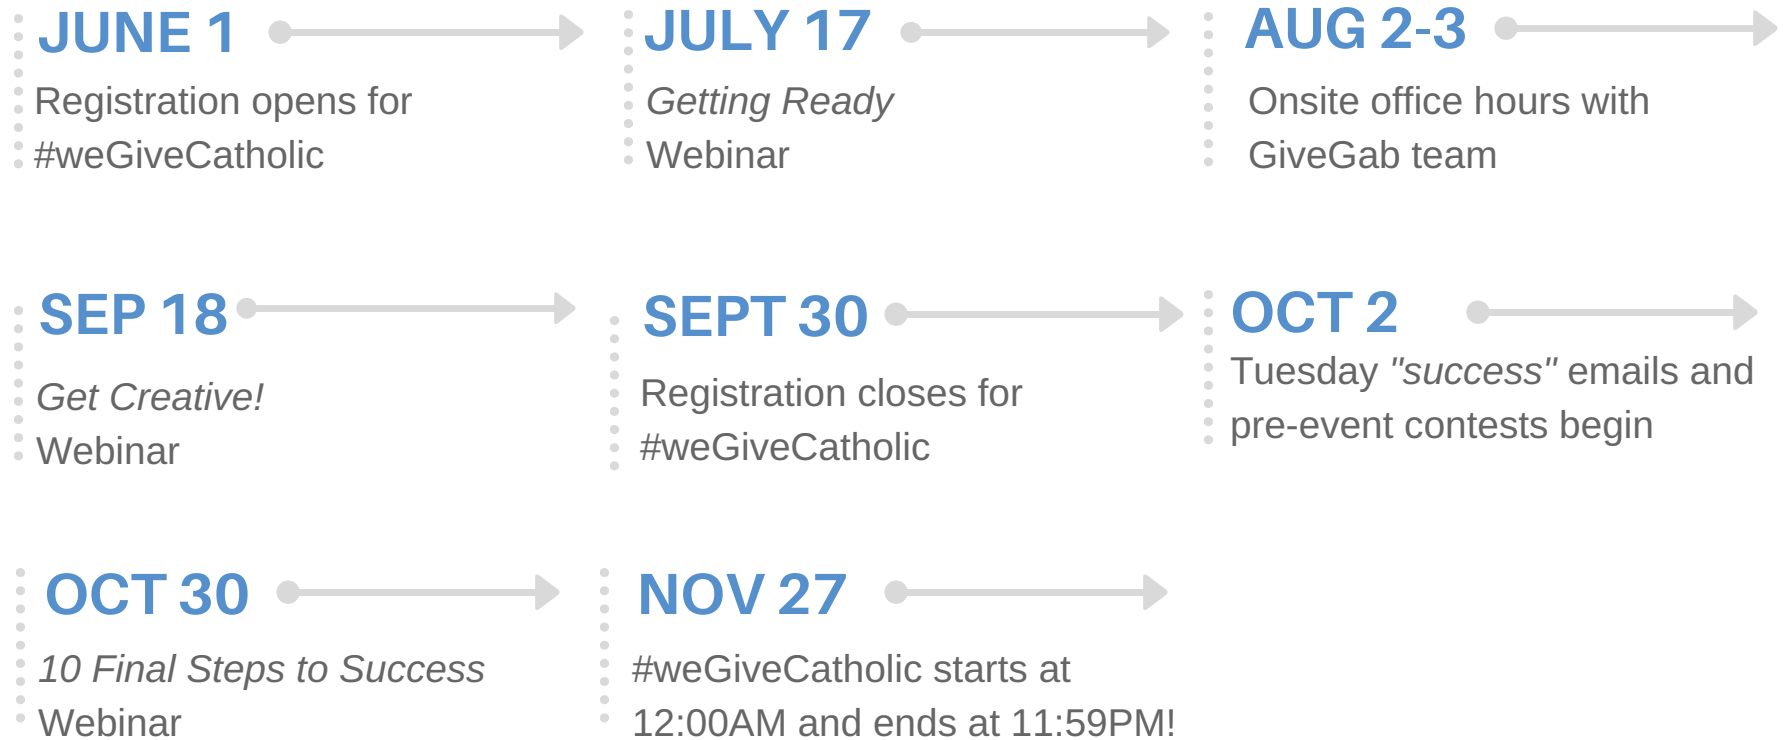 JUNE 1
Registration opens for
#weGiveCatholic
JULY 17
Getting Ready
Webinar
AUG 2-3
Onsite office hours with
GiveGab team
SEP 18
Get Creative!
Webinar
SEPT 30
Registration closes for
#weGiveCatholic
OCT 2
Tuesday "success" emails and
pre-event contests begin
OCT 30
10 Final Steps to Success
Webinar
NOV 27
#weGiveCatholic starts at
12:00AM and ends at 11:59PM!